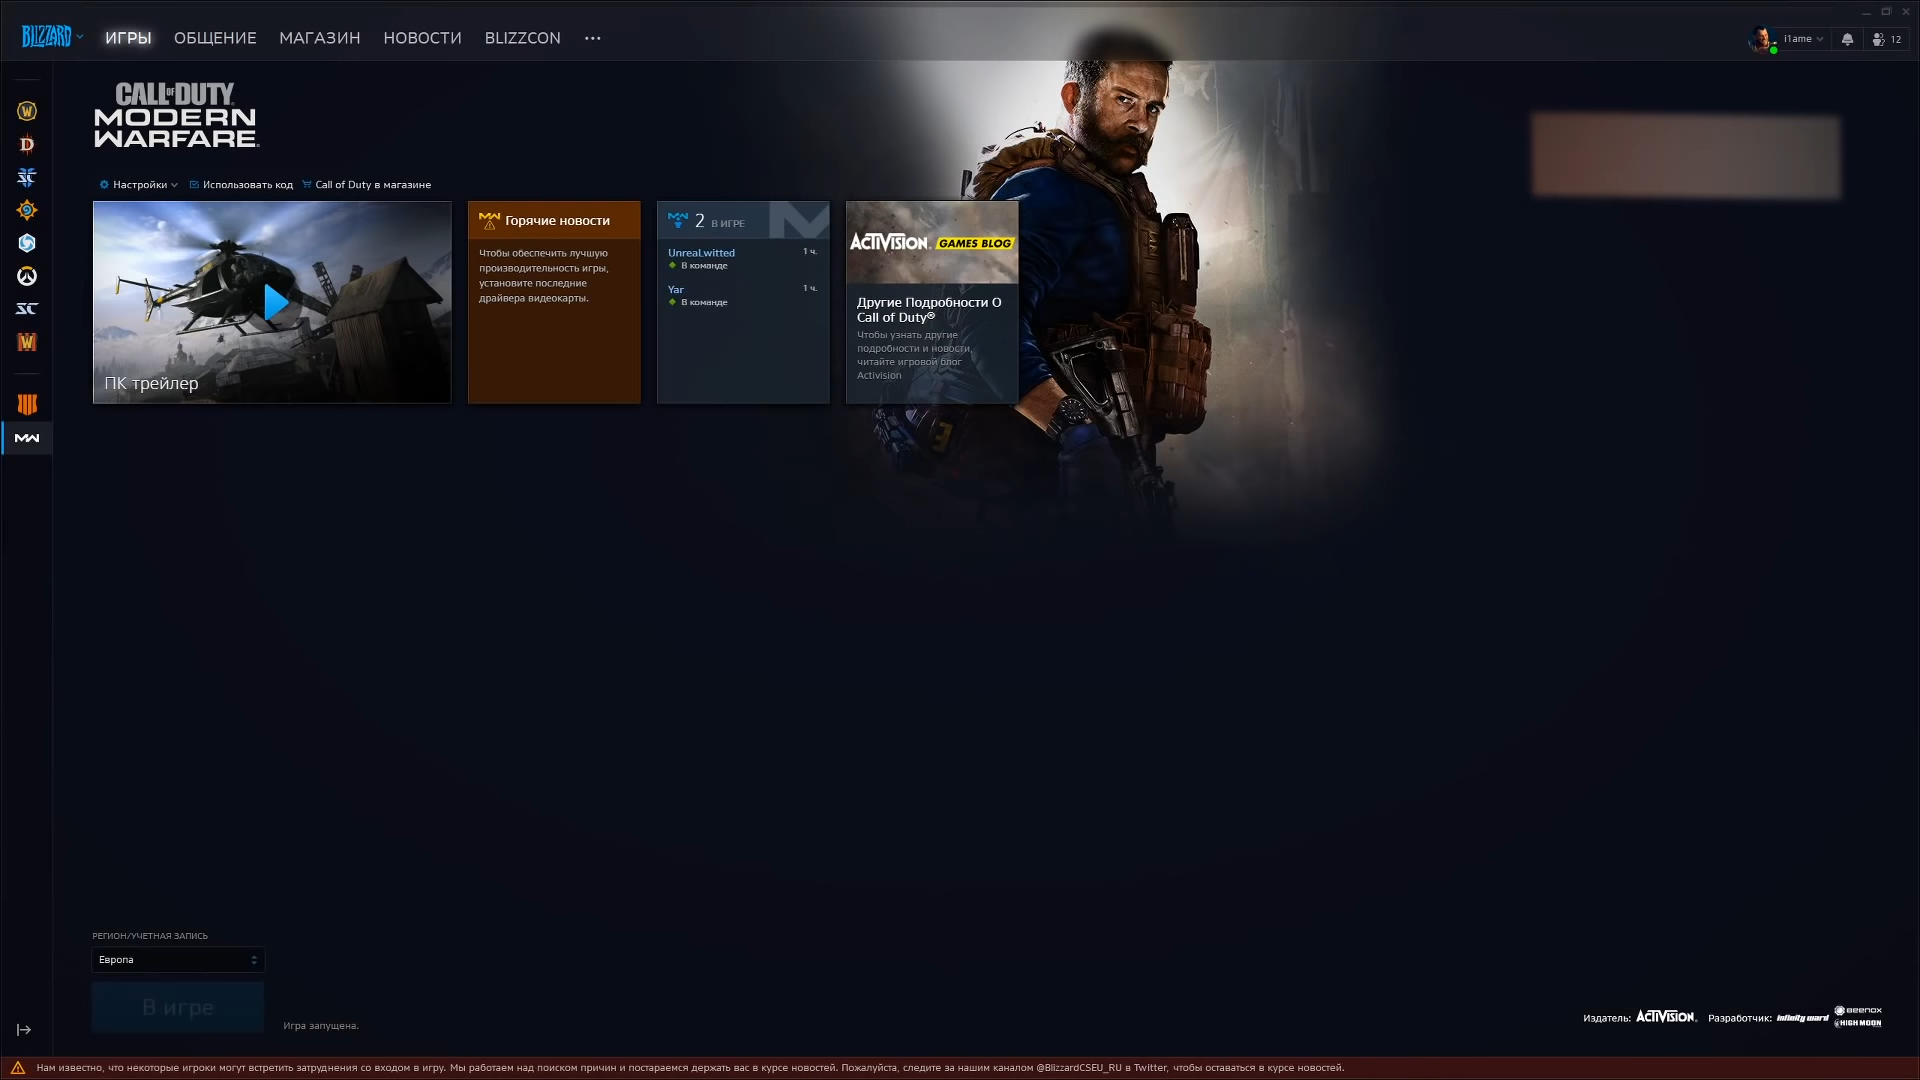 BLIZZARD
ИГРЫ ОБЩЕНИЕ МАГАЗИН НОВОСТИ BLIZZCON
i1ame 12
CALL OF DUTY
MODERN
WARFARE
Настройки Использовать код Call of Duty в магазине
ПК трейлер
Горячие новости
Чтобы обеспечить лучшую
производительность игры,
установите последние
драйвера видеокарты.
2 В ИГРЕ
UnreaLwitted 1 ч.
В команде
Yar 1 ч.
В команде
ACTIVISION GAMES BLOG
Другие Подробности О
Call of Duty®
Чтобы узнать другие
подробности и новости,
читайте игровой блог
Activision
РЕГИОН/УЧЕТНАЯ ЗАПИСЬ
Европа
В игре
Игра запущена.
Издатель: ACTIVISION Разработчик: infinity ward BEENOX
HIGH MOON
Нам известно, что некоторые игроки могут встретить затруднения со входом в игру. Мы работаем над поиском причин и постараемся держать вас в курсе новостей. Пожалуйста, следите за нашим каналом @BlizzardCSEU_RU в Twitter, чтобы оставаться в курсе новостей.